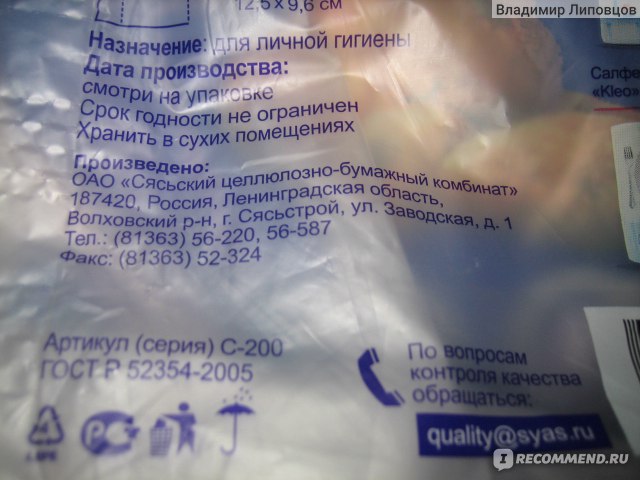 Владимир Липовцов
12,5 x 9,6 см
Назначение: для личной гигиены
Дата производства:
смотри на упаковке
Срок годности не ограничен
Хранить в сухих помещениях
Салфе
«Kleo»
Произведено:
ОАО «Сясьский целлюлозно-бумажный комбинат»
187420, Россия, Ленинградская область,
Волховский р-н, г. Сясьстрой, ул. Заводская, д. 1
Тел.: (81363) 56-220, 56-587
Факс: (81363) 52-324
Артикул (серия) С-200
ГОСТ Р 52354-2005
По вопросам
контроля качества
обращаться:
quality@syas.ru
IRECOMMEND.RU